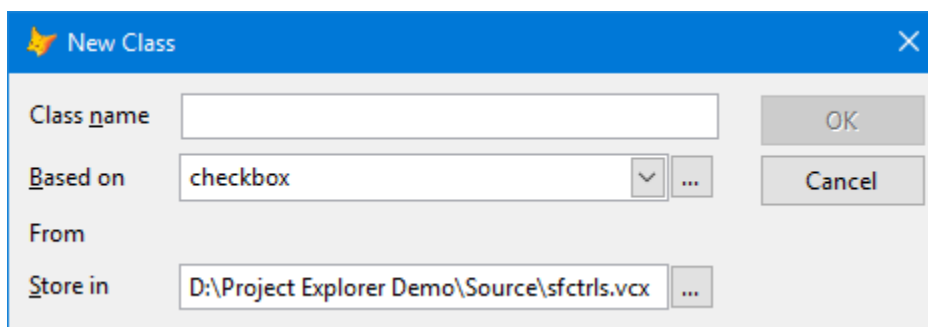 New Class
Class name
OK
Based on checkbox ...
Cancel
From
Store in D:\Project Explorer Demo\Source\sfctrls.vcx ...